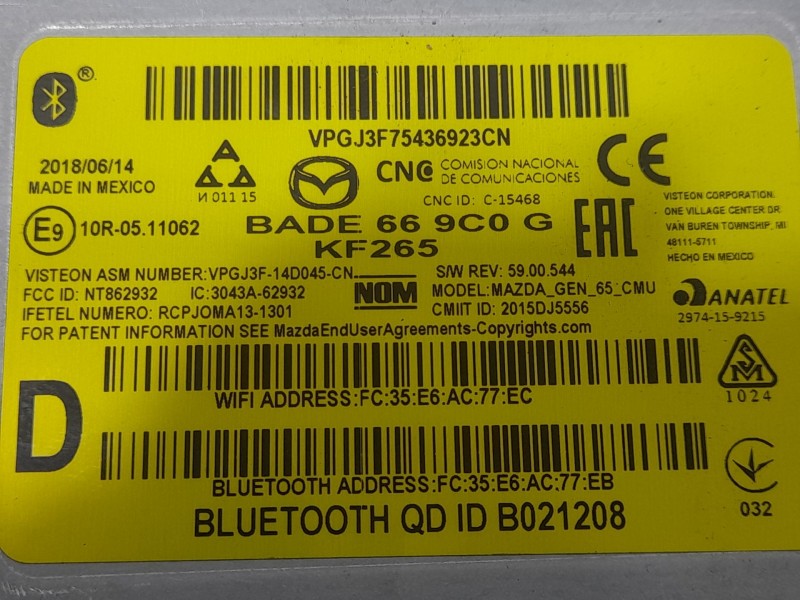 ®
VPGJ3F75436923CN
2018/06/14
MADE IN MEXICO
И 011 15
CNC COMISION NACIONAL
DE COMUNICACIONES
CNC ID: C-15468
CE
E9 10R-05.11062
BADE 66 9C0 G
KF265
EAC
VISTEON CORPORATION
ONE VILLAGE CENTER DR
VAN BUREN TOWNSHIP, MI
48111-5711
HECHO EN MEXICO
VISTEON ASM NUMBER:VPGJ3F-14D045-CN
S/W REV: 59.00.544
FCC ID: NT862932 IC:3043A-62932
NOM
MODEL:MAZDA_GEN_65_CMU
IFETEL NUMERO: RCPJOMA13-1301
CMIIT ID: 2015DJ5556
ANATEL
2974-15-9215
FOR PATENT INFORMATION SEE MazdaEndUserAgreements-Copyrights.com
D
WIFI ADDRESS:FC:35:E6:AC:77:EC
SM
1024
BLUETOOTH ADDRESS:FC:35:E6:AC:77:EB
032
BLUETOOTH QD ID B021208